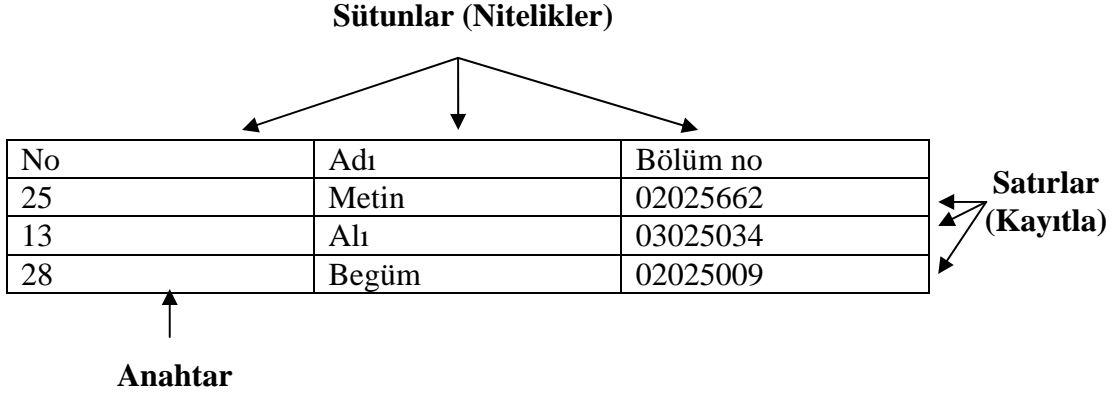 Sütunlar (Nitelikler)
No Adı Bölüm no
25 Metin 02025662
13 Alı 03025034
28 Begüm 02025009
Satırlar
(Kayıtla)
Anahtar